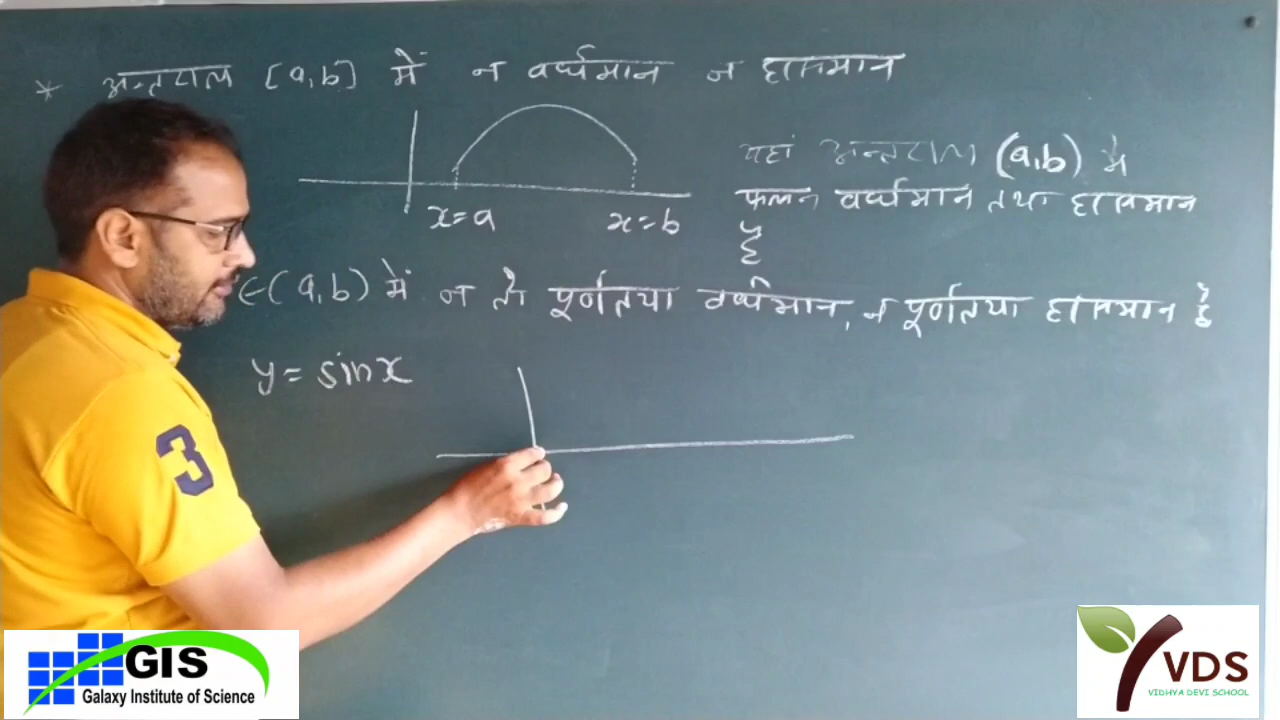 * अन्तराल [a,b] में न वर्ध्धमान न ह्रासमान
x=a x=b
यहां अन्तराल (a,b) में
फलन वर्ध्धमान तथा ह्रासमान
है
∈(a,b) में न तो पूर्णतया वर्ध्धमान, न पूर्णतया ह्रासमान है
y = sinx
3
GIS
Galaxy Institute of Science
VDS
VIDHYA DEVI SCHOOL